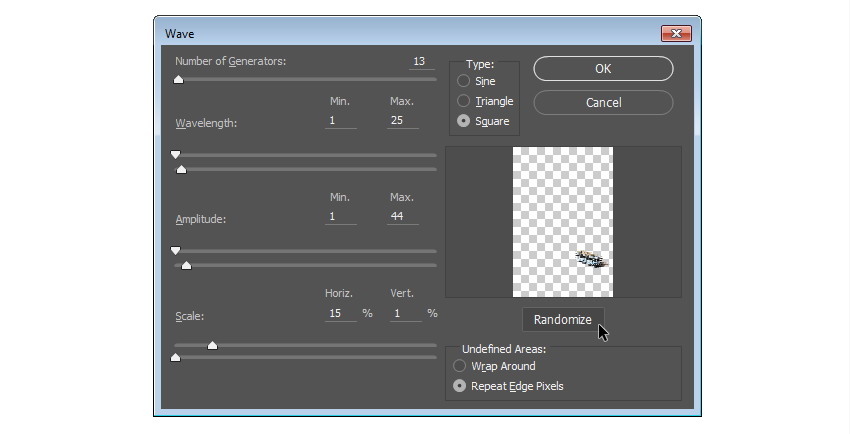 Wave
Number of Generators: 13
Min. Max.
Wavelength: 1 25
Min. Max.
Amplitude: 1 44
Horiz. Vert.
Scale: 15 % 1 %
Type:
Sine
Triangle
Square
OK
Cancel
Randomize
Undefined Areas:
Wrap Around
Repeat Edge Pixels